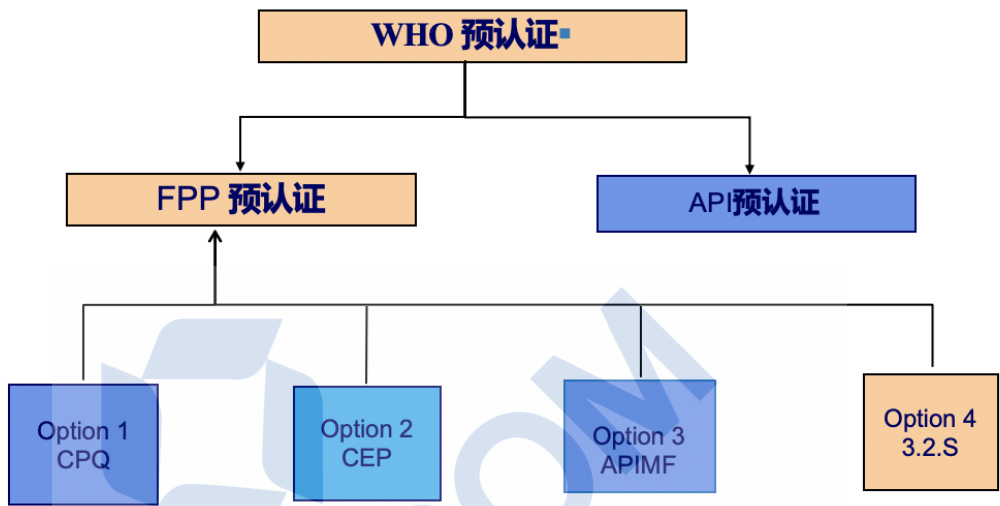 WHO 预认证
FPP 预认证
API预认证
Option 1
CPQ
Option 2
CEP
Option 3
APIMF
Option 4
3.2.S
OM